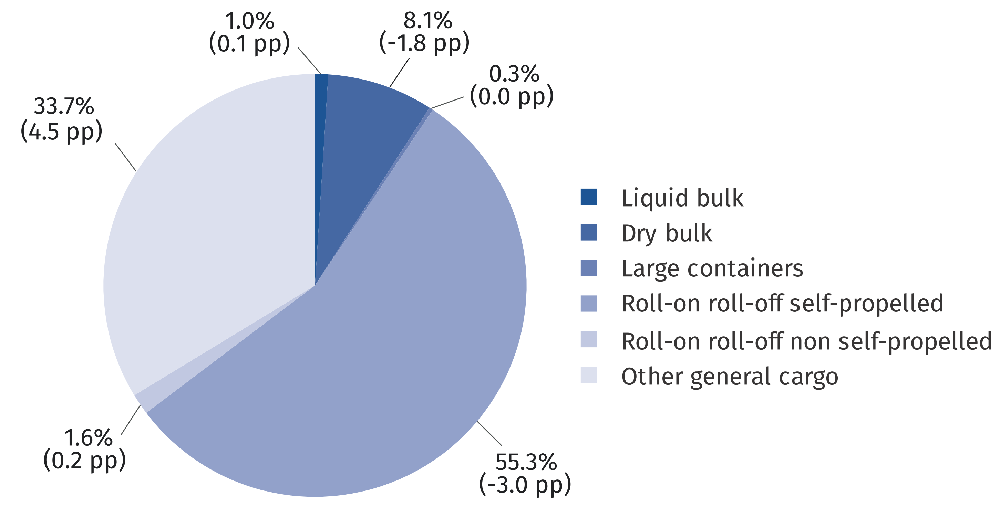 1.0%
(0.1 pp)
8.1%
(-1.8 pp)
0.3%
(0.0 pp)
33.7%
(4.5 pp)
Liquid bulk
Dry bulk
Large containers
Roll-on roll-off self-propelled
Roll-on roll-off non self-propelled
Other general cargo
1.6%
(0.2 pp)
55.3%
(-3.0 pp)